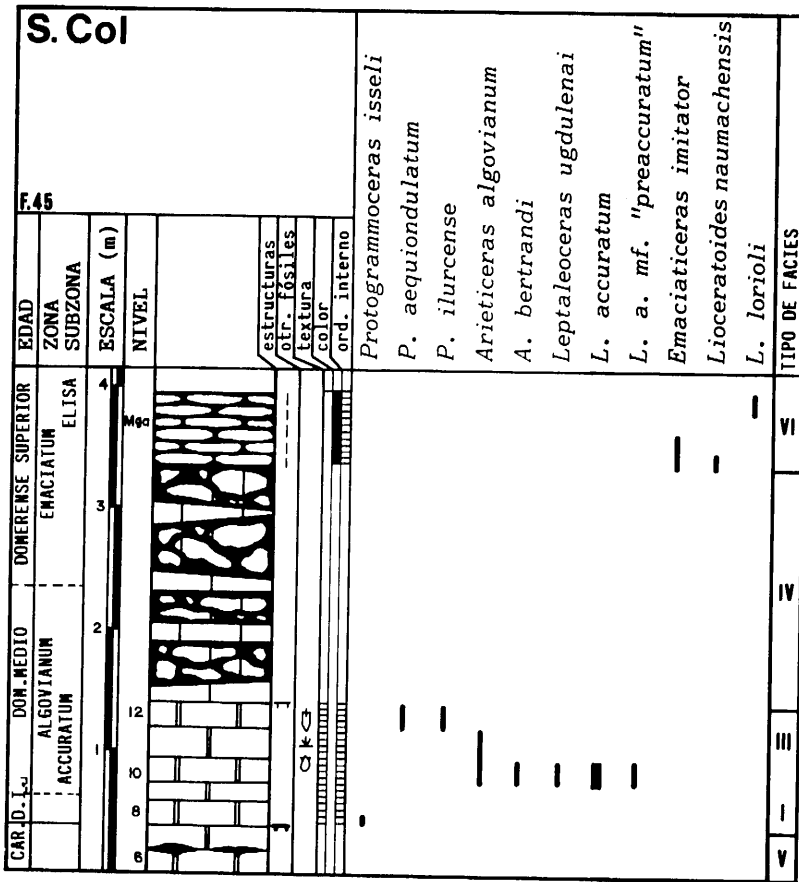 S. Col
F.45
EDAD
ZONA
SUBZONA
ESCALA (m)
NIVEL
estructuras
otr. fósiles
textura
color
ord. interno
Protogrammoceras isseli
P. aequiondulatum
P. ilurcense
Arieticeras algovianum
A. bertrandi
Leptaleoceras ugdulenai
L. accuratum
L. a. mf. "preaccuratum"
Emaciaticeras imitator
Lioceratoides naumachensis
L. lorioli
TIPO DE FACIES
DOMERENSE SUPERIOR
EMACIATUM
ELISA
DOM.MEDIO
ALGOVIANUM
ACCURATUM
CAR.
4
3
2
1
Mga
12
10
8
6
VI
IV
III
I
V